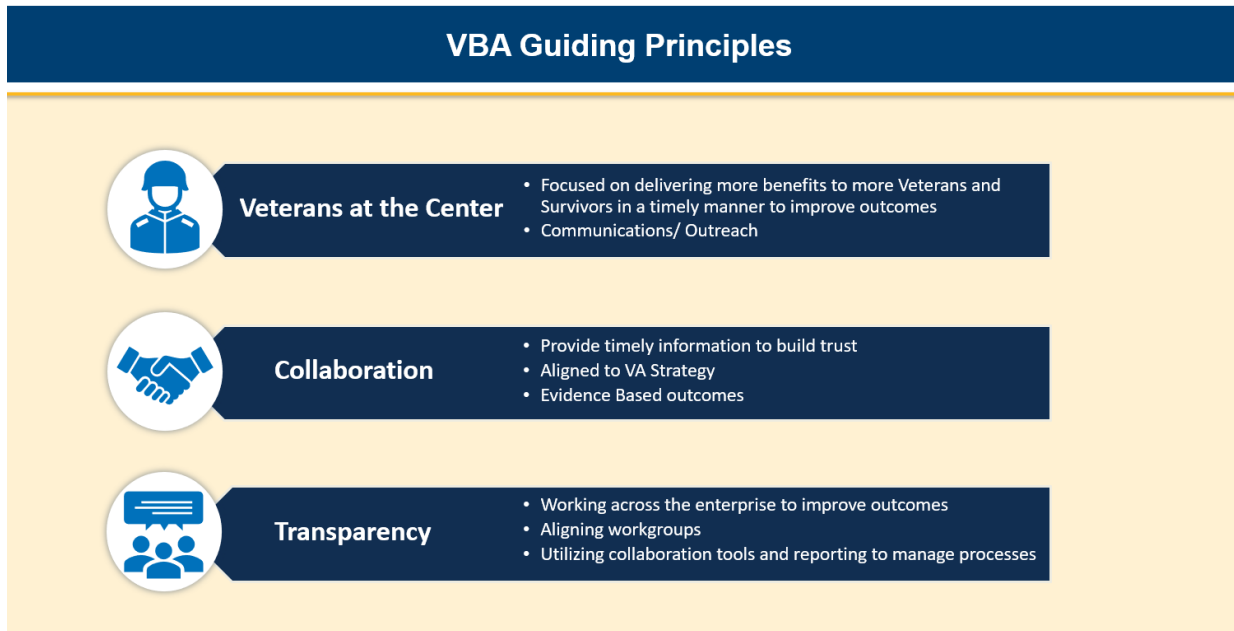 VBA Guiding Principles
Veterans at the Center
• Focused on delivering more benefits to more Veterans and
Survivors in a timely manner to improve outcomes
• Communications/ Outreach
Collaboration
• Provide timely information to build trust
• Aligned to VA Strategy
• Evidence Based outcomes
Transparency
• Working across the enterprise to improve outcomes
• Aligning workgroups
• Utilizing collaboration tools and reporting to manage processes